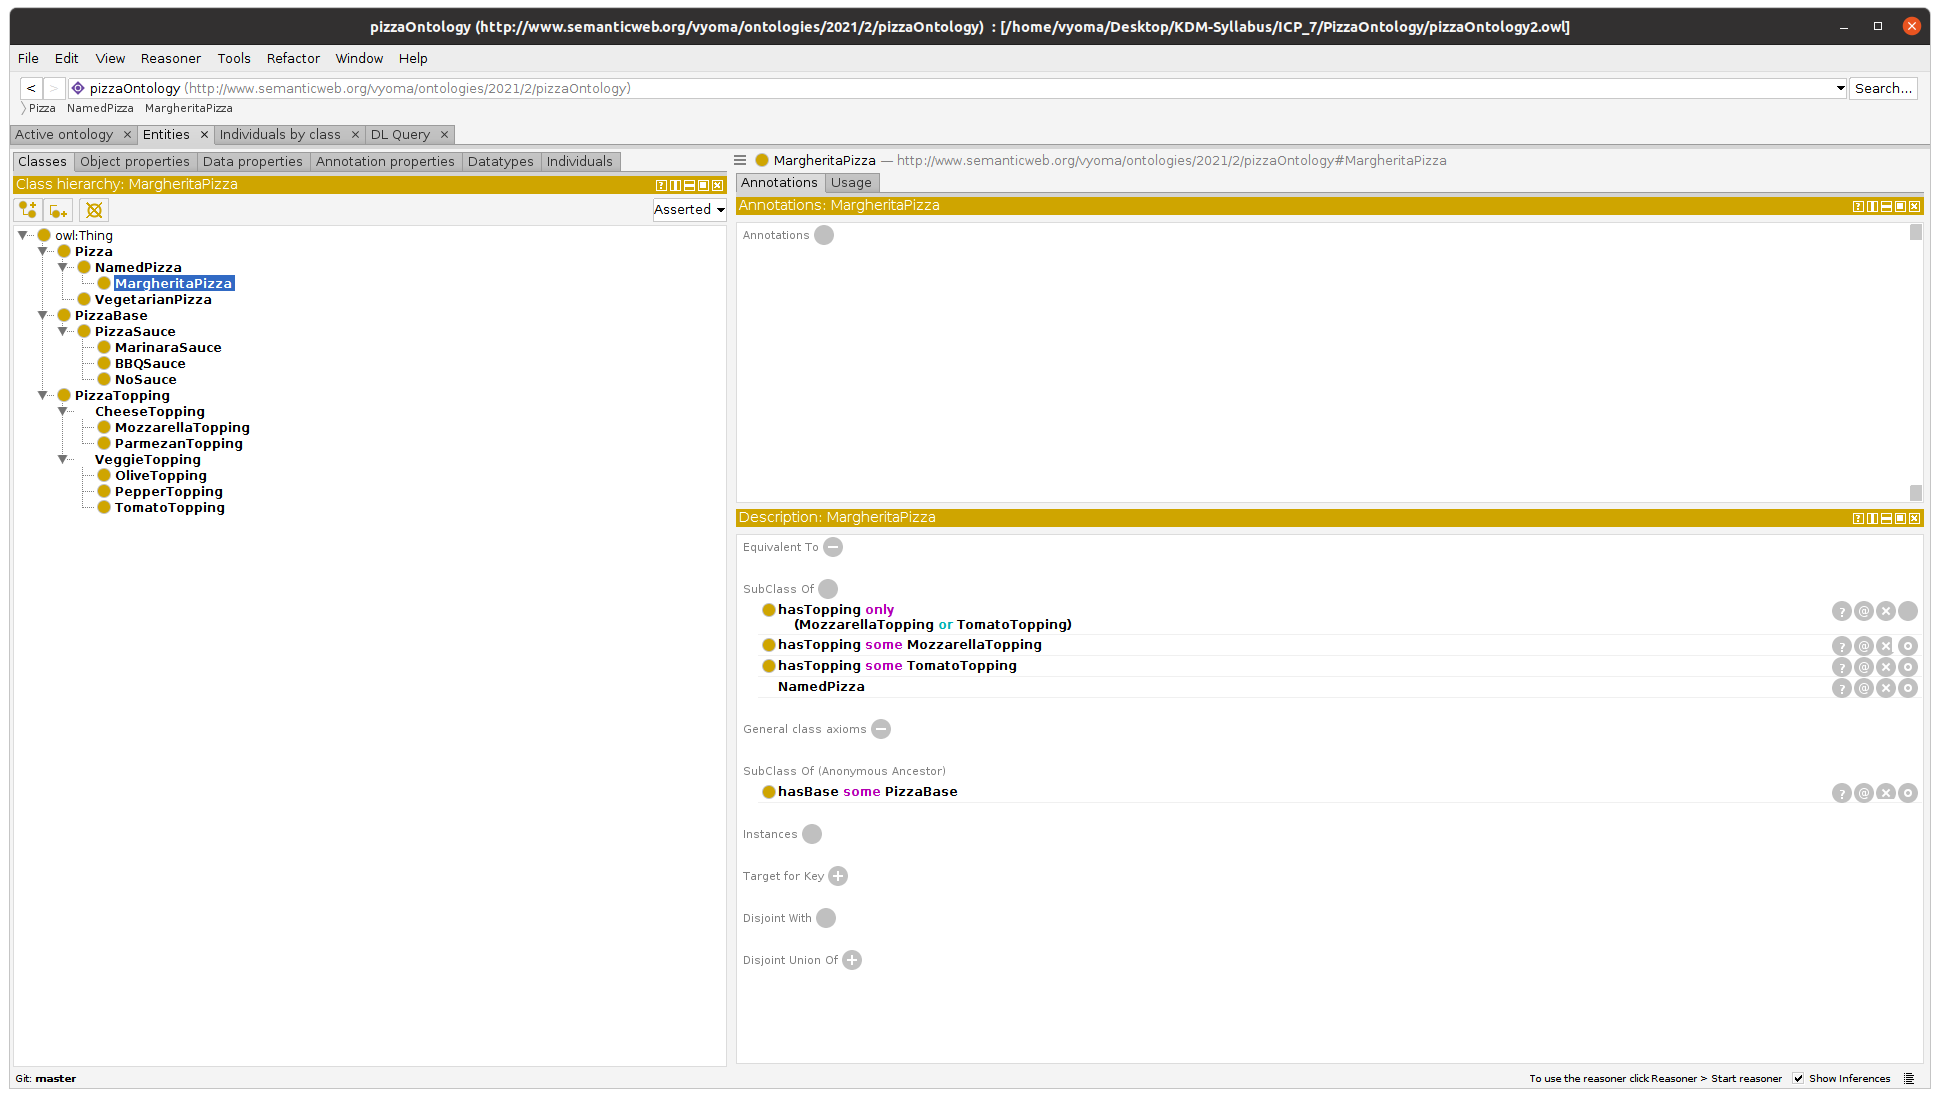 pizzaOntology (http://www.semanticweb.org/vyoma/ontologies/2021/2/pizzaOntology) : [/home/vyoma/Desktop/KDM-Syllabus/ICP_7/PizzaOntology/pizzaOntology2.owl]
File Edit View Reasoner Tools Refactor Window Help
< > pizzaOntology (http://www.semanticweb.org/vyoma/ontologies/2021/2/pizzaOntology) Search...
Pizza NamedPizza MargheritaPizza
Active ontology × Entities × Individuals by class × DL Query ×
Classes Object properties Data properties Annotation properties Datatypes Individuals
Class hierarchy: MargheritaPizza
Asserted
owl:Thing
Pizza
NamedPizza
MargheritaPizza
VegetarianPizza
PizzaBase
PizzaSauce
MarinaraSauce
BBQSauce
NoSauce
PizzaTopping
CheeseTopping
MozzarellaTopping
ParmezanTopping
VeggieTopping
OliveTopping
PepperTopping
TomatoTopping
MargheritaPizza — http://www.semanticweb.org/vyoma/ontologies/2021/2/pizzaOntology#MargheritaPizza
Annotations Usage
Annotations: MargheritaPizza
Annotations
Description: MargheritaPizza
Equivalent To
SubClass Of
hasTopping only
(MozzarellaTopping or TomatoTopping)
hasTopping some MozzarellaTopping
hasTopping some TomatoTopping
NamedPizza
General class axioms
SubClass Of (Anonymous Ancestor)
hasBase some PizzaBase
Instances
Target for Key
Disjoint With
Disjoint Union Of
Git: master
To use the reasoner click Reasoner > Start reasoner Show Inferences